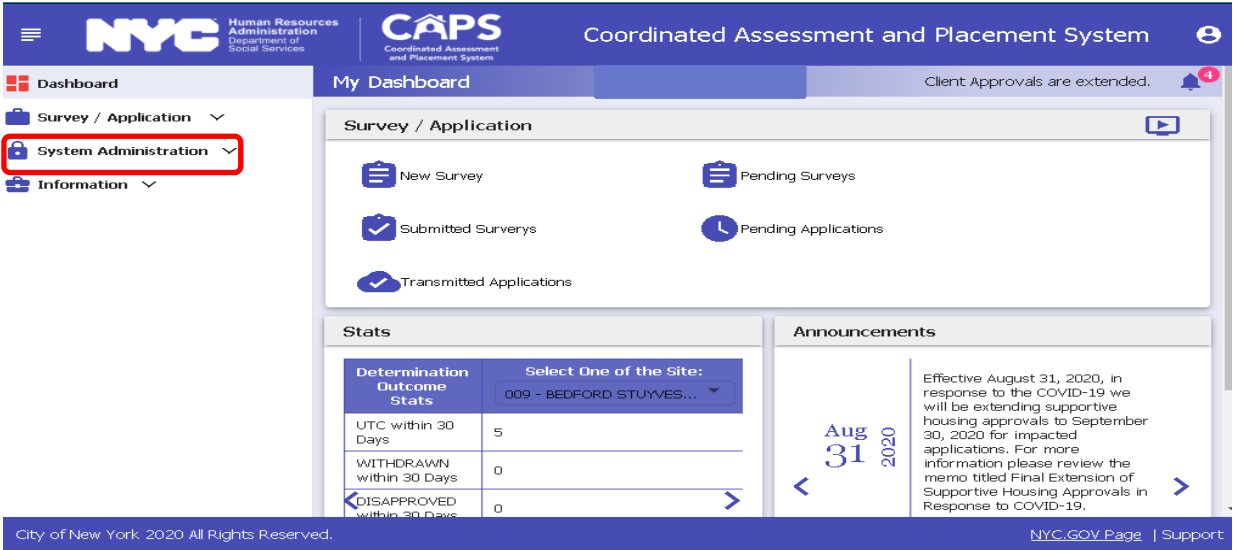 NYC
Human Resources
Administration
Department of
Social Services
CAPS
Coordinated Assessment
and Placement System
Coordinated Assessment and Placement System
Dashboard
Survey / Application
System Administration
Information
My Dashboard
Client Approvals are extended.
4
Survey / Application
New Survey
Pending Surveys
Submitted Surverys
Pending Applications
Transmitted Applications
Stats
Determination
Outcome
Stats
Select One of the Site:
009 - BEDFORD STUYVES...
UTC within 30
Days
5
WITHDRAWN
within 30 Days
0
DISAPPROVED
within 30 Days
0
Announcements
Aug
31
2020
Effective August 31, 2020, in
response to the COVID-19 we
will be extending supportive
housing approvals to September
30, 2020 for impacted
applications. For more
information please review the
memo titled Final Extension of
Supportive Housing Approvals in
Response to COVID-19.
City of New York 2020 All Rights Reserved.
NYC.GOV Page | Support